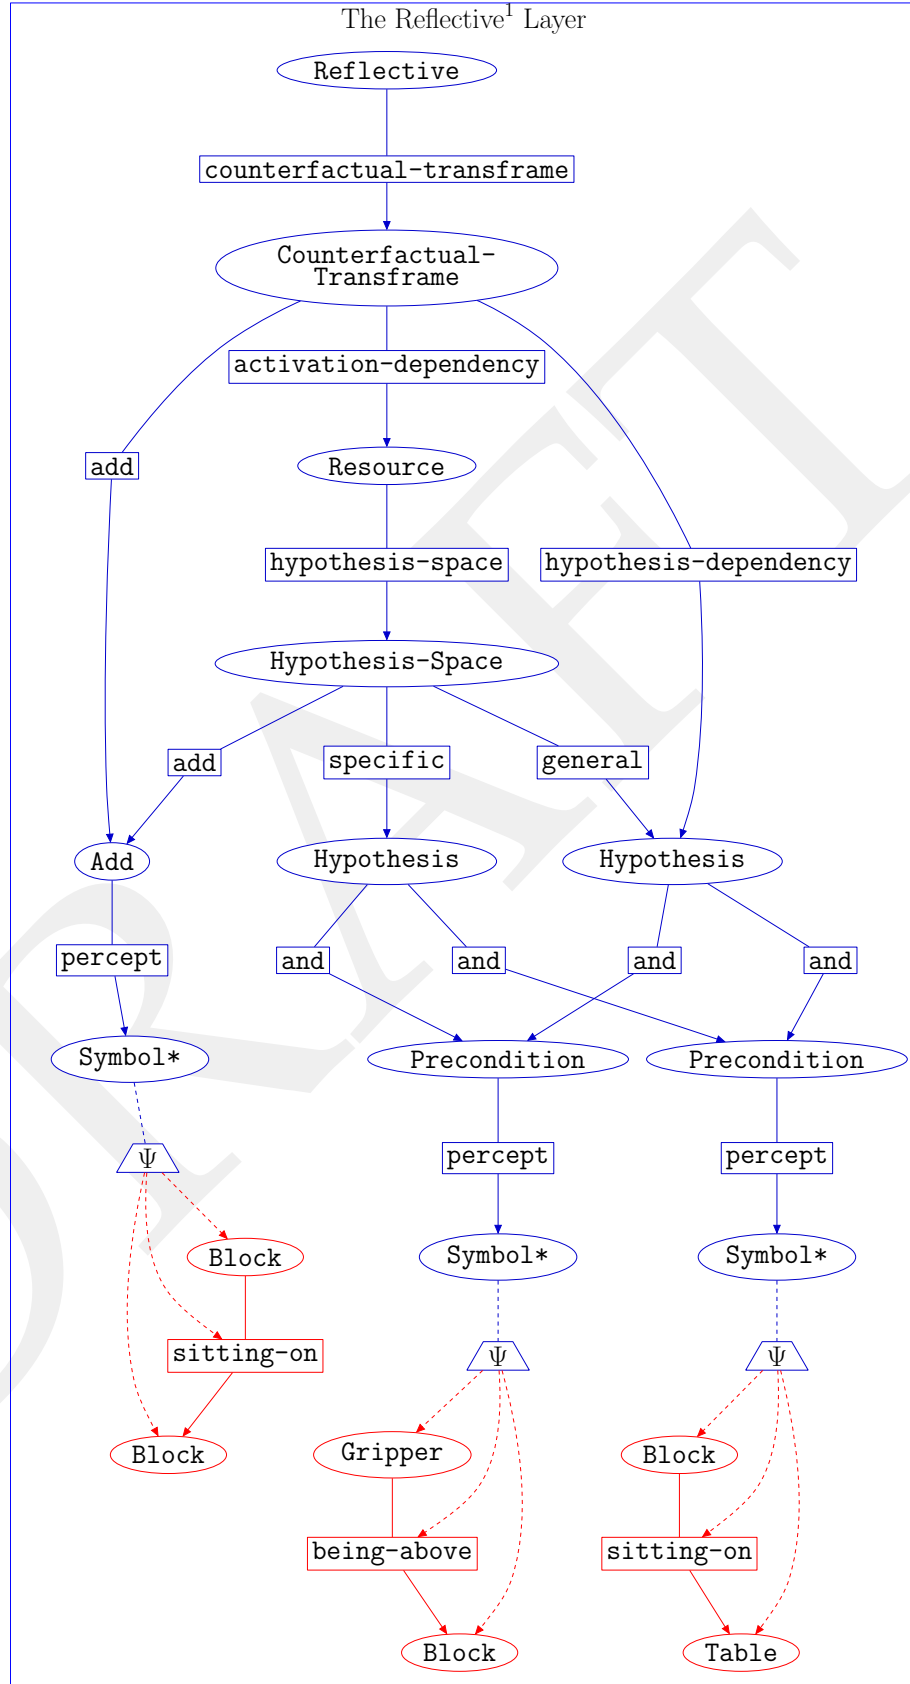 The Reflective¹ Layer
Reflective
counterfactual-transframe
Counterfactual-
Transframe
activation-dependency
add
Resource
hypothesis-space
hypothesis-dependency
Hypothesis-Space
add
specific
general
Add
Hypothesis
Hypothesis
percept
and
and
and
and
Symbol*
Precondition
Precondition
Ψ
percept
percept
Block
Symbol*
Symbol*
sitting-on
Ψ
Ψ
Block
Gripper
Block
being-above
sitting-on
Block
Table
DRAFT